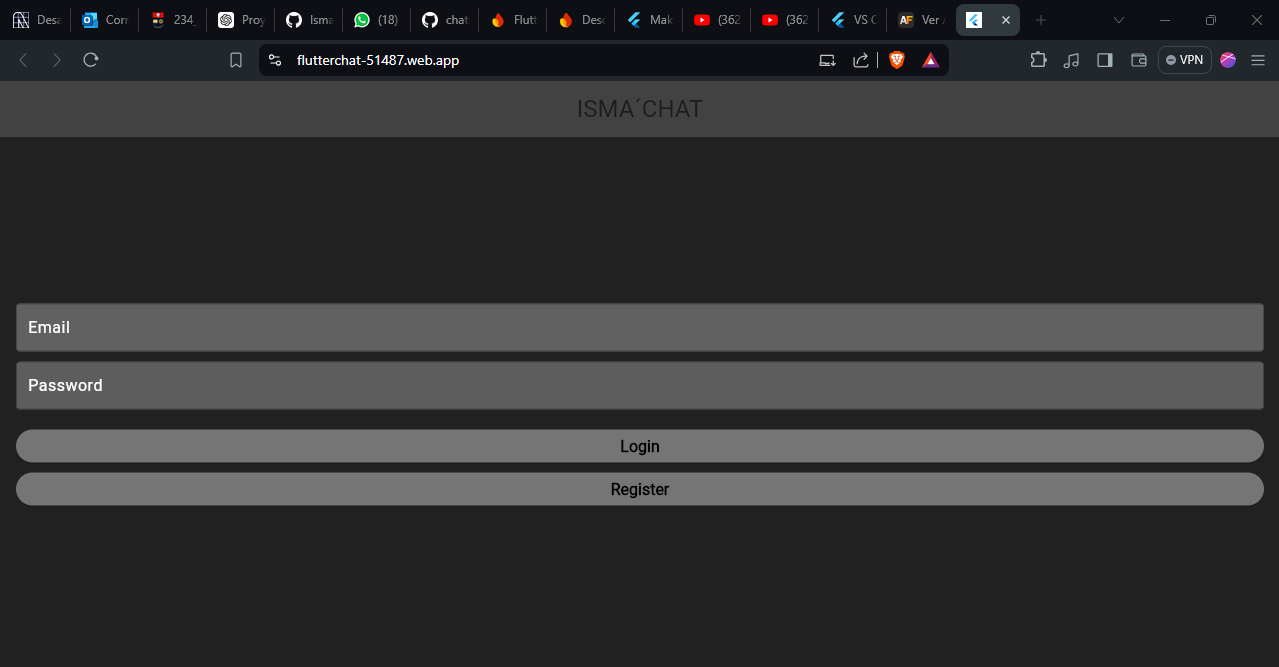 Desa
Corr
234_
Proy
Isma
(18)
chat
Flutt
Desc
Mak
(362
(362
VS C
Ver
flutterchat-51487.web.app
VPN
ISMA´CHAT
Email
Password
Login
Register